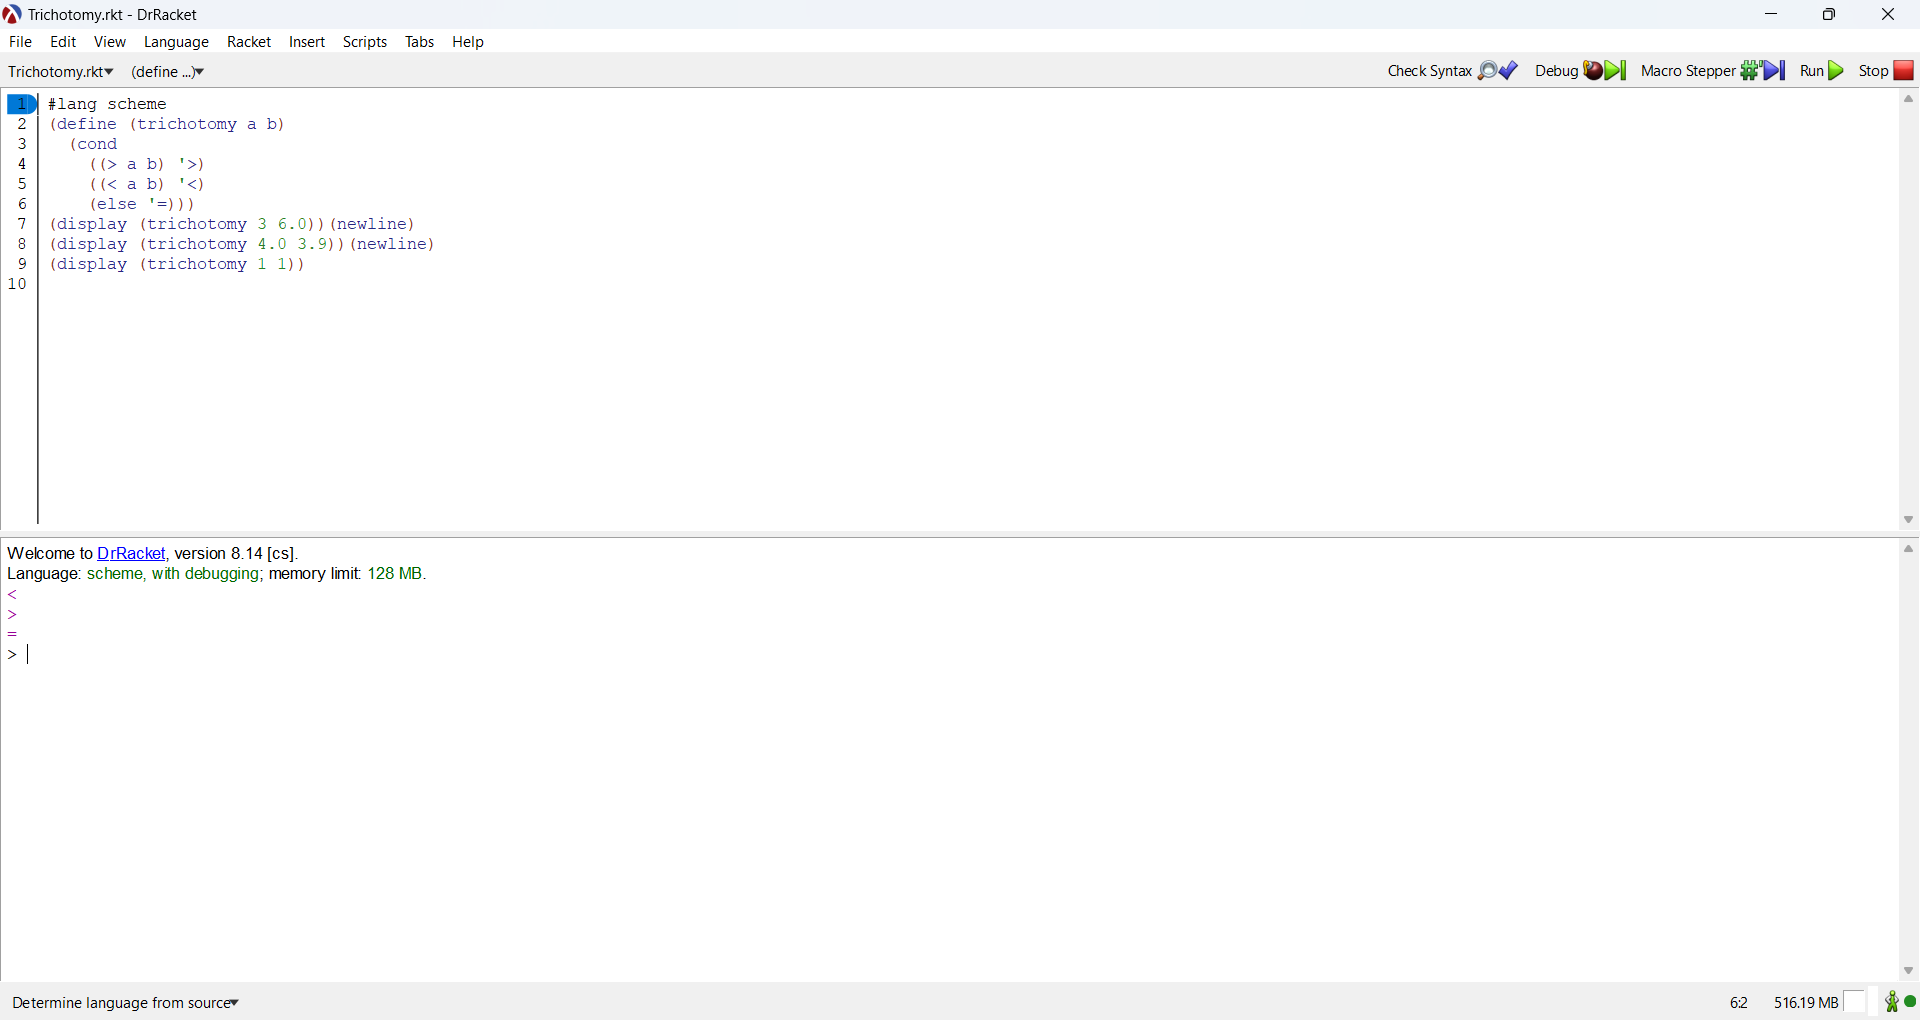 Trichotomy.rkt - DrRacket
File Edit View Language Racket Insert Scripts Tabs Help
Trichotomy.rkt (define ...) Check Syntax Debug Macro Stepper Run Stop
1 #lang scheme
2 (define (trichotomy a b)
3   (cond
4     ((> a b) '>)
5     ((< a b) '<)
6     (else '=)))
7 (display (trichotomy 3 6.0))(newline)
8 (display (trichotomy 4.0 3.9))(newline)
9 (display (trichotomy 1 1))
10
Welcome to DrRacket, version 8.14 [cs].
Language: scheme, with debugging; memory limit: 128 MB.
<
>
=
>
Determine language from source 6:2 516.19 MB